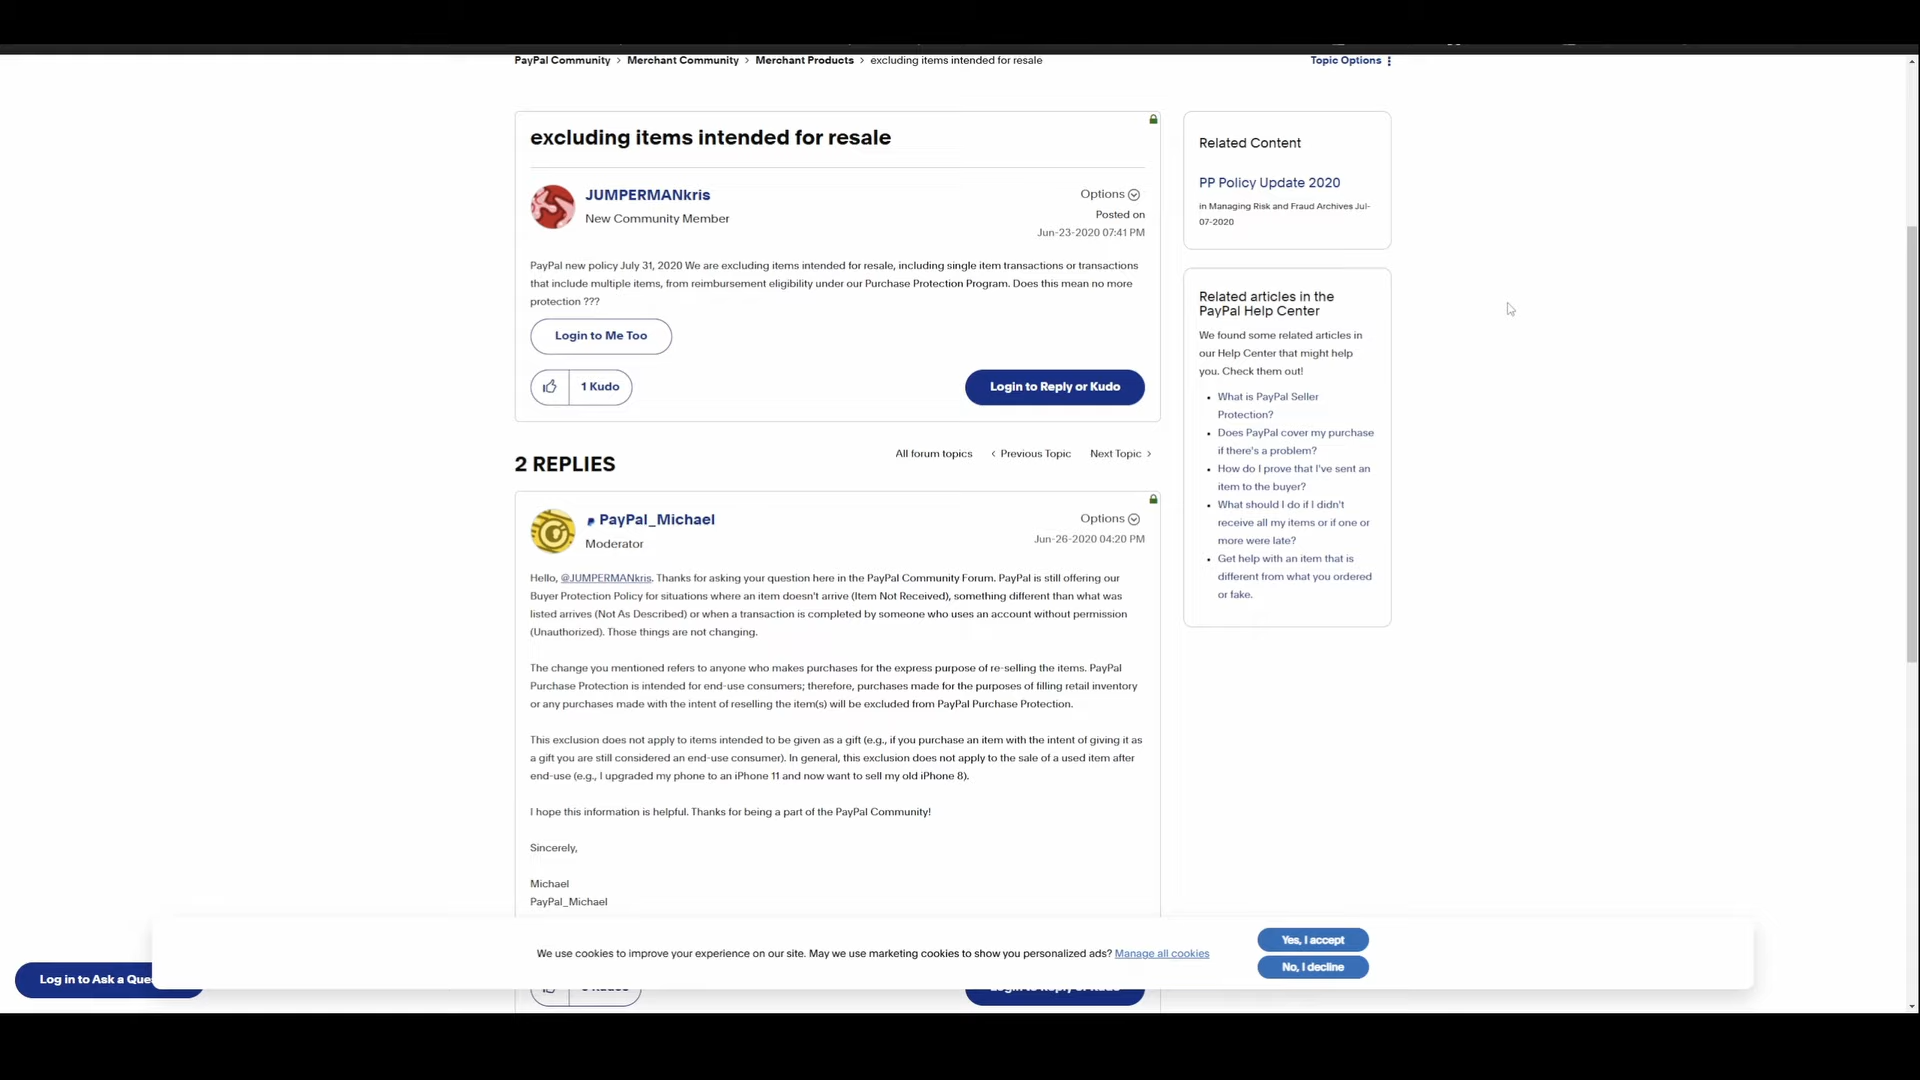 PayPal Community > Merchant Community > Merchant Products > excluding items intended for resale
Topic Options
excluding items intended for resale
JUMPERMANkris
New Community Member
Options
Posted on
Jun-23-2020 07:41 PM
PayPal new policy July 31, 2020 We are excluding items intended for resale, including single item transactions or transactions
that include multiple items, from reimbursement eligibility under our Purchase Protection Program. Does this mean no more
protection ???
Login to Me Too
1 Kudo
Login to Reply or Kudo
2 REPLIES
All forum topics
‹ Previous Topic
Next Topic ›
PayPal_Michael
Moderator
Options
Jun-26-2020 04:20 PM
Hello, @JUMPERMANkris. Thanks for asking your question here in the PayPal Community Forum. PayPal is still offering our
Buyer Protection Policy for situations where an item doesn't arrive (Item Not Received), something different than what was
listed arrives (Not As Described) or when a transaction is completed by someone who uses an account without permission
(Unauthorized). Those things are not changing.
The change you mentioned refers to anyone who makes purchases for the express purpose of re-selling the items. PayPal
Purchase Protection is intended for end-use consumers; therefore, purchases made for the purposes of filling retail inventory
or any purchases made with the intent of reselling the item(s) will be excluded from PayPal Purchase Protection.
This exclusion does not apply to items intended to be given as a gift (e.g., if you purchase an item with the intent of giving it as
a gift you are still considered an end-use consumer). In general, this exclusion does not apply to the sale of a used item after
end-use (e.g., I upgraded my phone to an iPhone 11 and now want to sell my old iPhone 8).
I hope this information is helpful. Thanks for being a part of the PayPal Community!
Sincerely,
Michael
PayPal_Michael
Related Content
PP Policy Update 2020
in Managing Risk and Fraud Archives Jul-
07-2020
Related articles in the
PayPal Help Center
We found some related articles in
our Help Center that might help
you. Check them out!
• What is PayPal Seller
Protection?
• Does PayPal cover my purchase
if there's a problem?
• How do I prove that I've sent an
item to the buyer?
• What should I do if I didn't
receive all my items or if one or
more were late?
• Get help with an item that is
different from what you ordered
or fake.
We use cookies to improve your experience on our site. May we use marketing cookies to show you personalized ads? Manage all cookies
Yes, I accept
No, I decline
Log in to Ask a Que
Login to Reply or Kudo